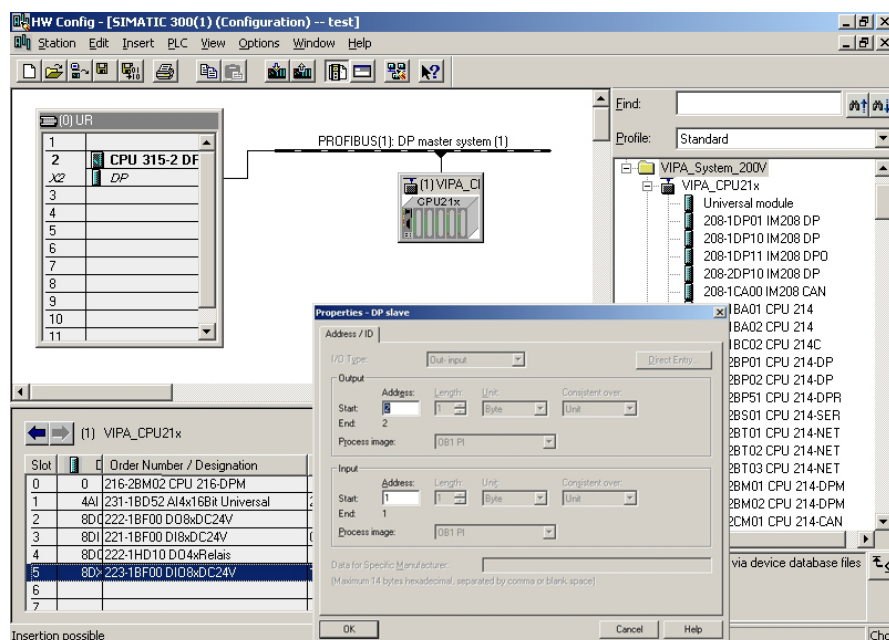 HW Config - [SIMATIC 300(1) (Configuration) -- test]
Station Edit Insert PLC View Options Window Help
(0) UR
1
2 CPU 315-2 DP
X2 DP
3
4
5
6
7
8
9
10
11
PROFIBUS(1): DP master system (1)
(1) VIPA_CI
CPU21x
Find:
Profile: Standard
VIPA_System_200V
VIPA_CPU21x
Universal module
208-1DP01 IM208 DP
208-1DP10 IM208 DP
208-1DP11 IM208 DPO
208-2DP10 IM208 DP
208-1CA00 IM208 CAN
1BA01 CPU 214
1BA02 CPU 214
1BC02 CPU 214C
2BP01 CPU 214-DP
2BP02 CPU 214-DP
2BP51 CPU 214-DPR
2BS01 CPU 214-SER
2BT01 CPU 214-NET
2BT02 CPU 214-NET
2BT03 CPU 214-NET
2BM01 CPU 214-DPM
2BM02 CPU 214-DPM
2CM01 CPU 214-CAN
via device database files
Properties - DP slave
Address / ID
I/O Type: Out- input Direct Entry...
Output
Address: Length: Unit: Consistent over:
Start: 2 1 Byte Unit
End: 2
Process image: OB1 PI
Input
Address: Length: Unit: Consistent over:
Start: 1 1 Byte Unit
End: 1
Process image: OB1 PI
Data for Specific Manufacturer:
(Maximum 14 bytes hexadecimal, separated by comma or blank space)
OK Cancel Help
(1) VIPA_CPU21x
Slot D Order Number / Designation
0 0 216-2BM02 CPU 216-DPM
1 4AI 231-1BD52 AI4x16Bit Universal 2
2 8DO 222-1BF00 DO8xDC24V
3 8DI 221-1BF00 DI8xDC24V 0
4 8DO 222-1HD10 DO4xRelais
5 8DX 223-1BF00 DIO8xDC24V 1
6
7
Insertion possible
Chg